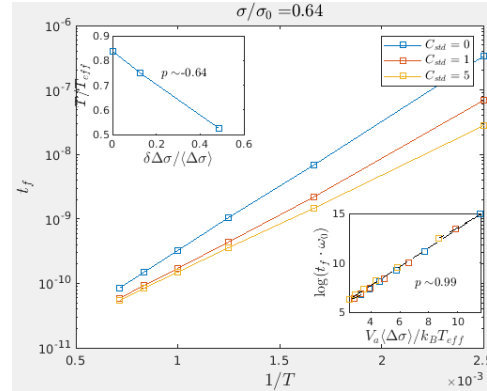 σ/σ₀ =0.64
10⁻⁶
10⁻⁷
10⁻⁸
10⁻⁹
10⁻¹⁰
10⁻¹¹
t_f
0.5
1
1.5
2
2.5
×10⁻³
1/T
C_std = 0
C_std = 1
C_std = 5
0.8
0.7
0.6
0.5
T/T_eff
p ~-0.64
0
0.2
0.4
0.6
δΔσ/⟨Δσ⟩
15
10
5
log(t_f · ω₀)
p ~0.99
4
6
8
10
V_a⟨Δσ⟩/k_BT_eff